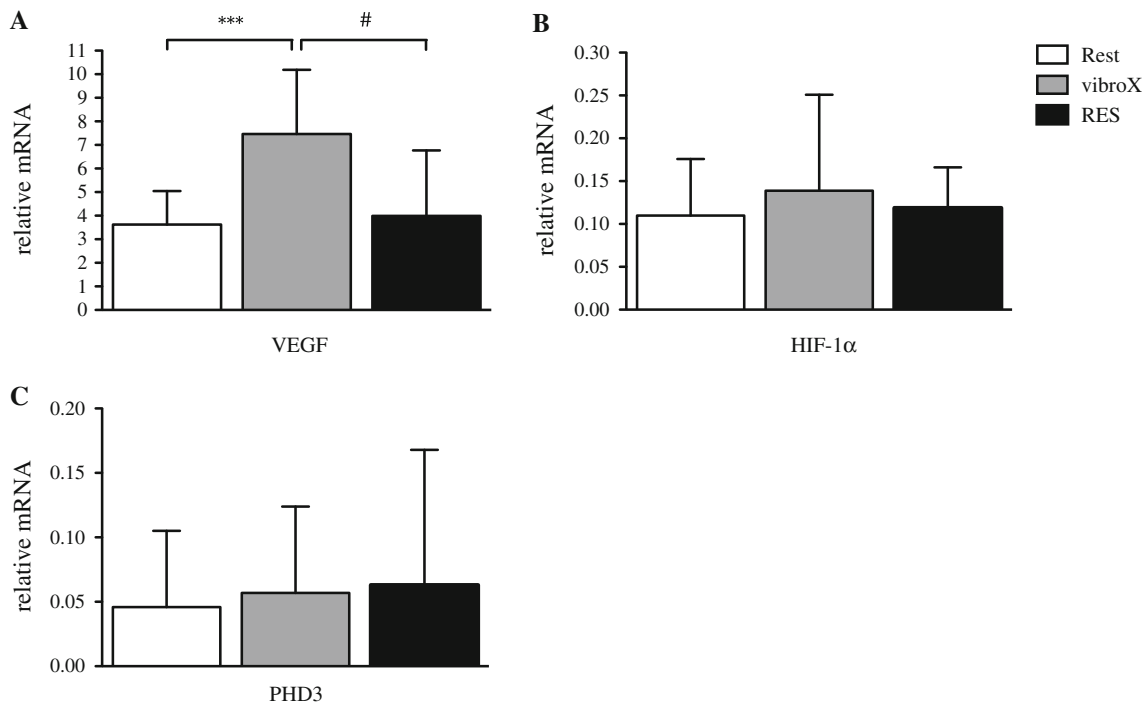 A
***
#
11
10
9
8
7
6
5
4
3
2
1
0
relative mRNA
VEGF
B
0.30
0.25
0.20
0.15
0.10
0.05
0.00
relative mRNA
HIF-1α
Rest
vibroX
RES
C
0.20
0.15
0.10
0.05
0.00
relative mRNA
PHD3